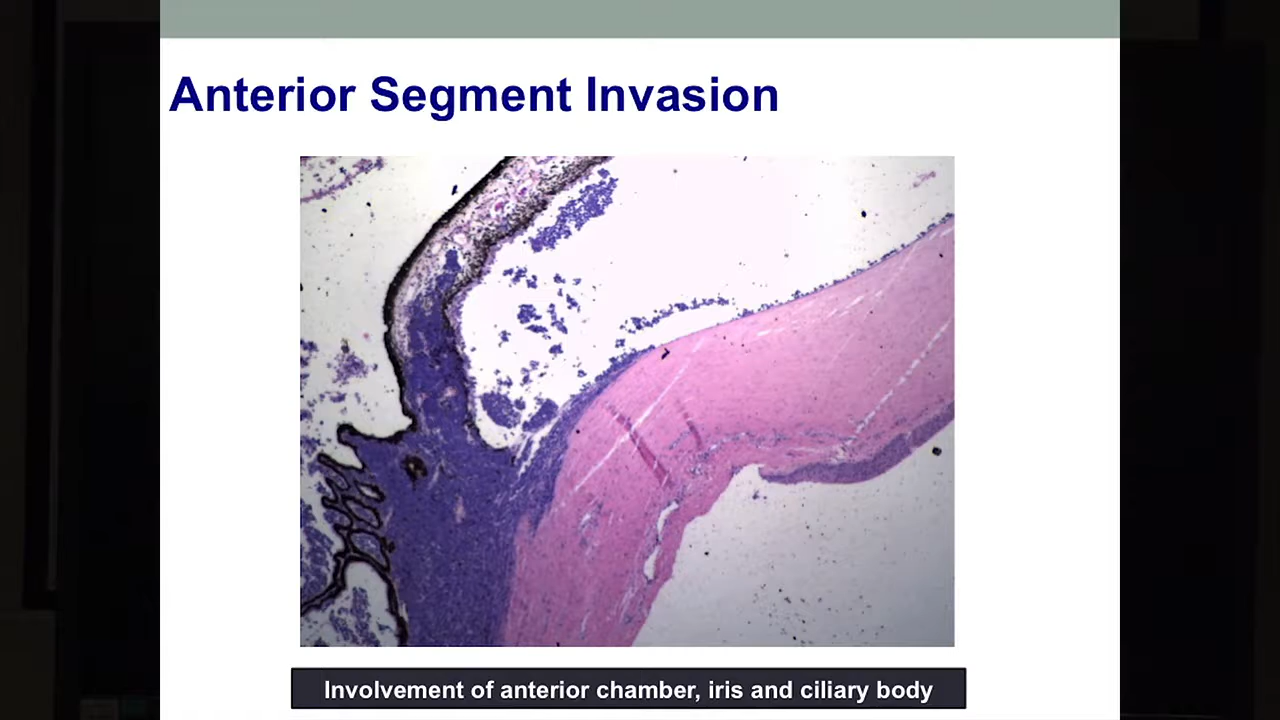 Anterior Segment Invasion
Involvement of anterior chamber, iris and ciliary body